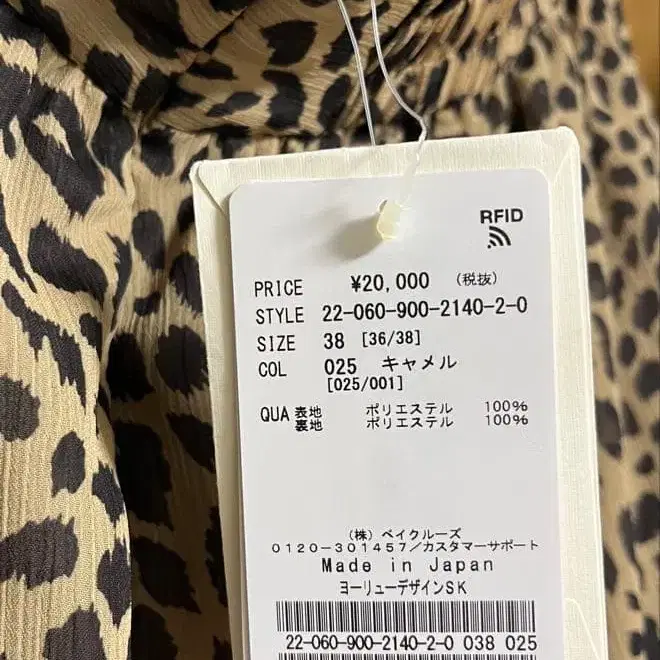 RFID
PRICE ¥20,000 (税抜)
STYLE 22-060-900-2140-2-0
SIZE 38 [36/38]
COL 025 キャメル
[025/001]
QUA 表地 ポリエステル 100%
裏地 ポリエステル 100%
(株) ベイクルーズ
0120-301457/カスタマーサポート
Made in Japan
ヨーリューデザインSK
22-060-900-2140-2-0 038 025